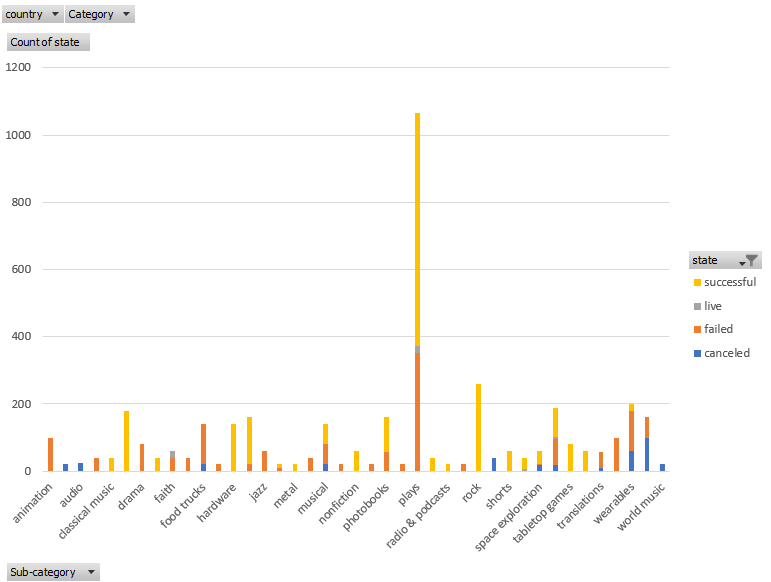 country Category
Count of state
1200
1000
800
600
400
200
0
animation
audio
classical music
drama
faith
food trucks
hardware
jazz
metal
musical
nonfiction
photobooks
plays
radio & podcasts
rock
shorts
space exploration
tabletop games
translations
wearables
world music
state
successful
live
failed
canceled
Sub-category